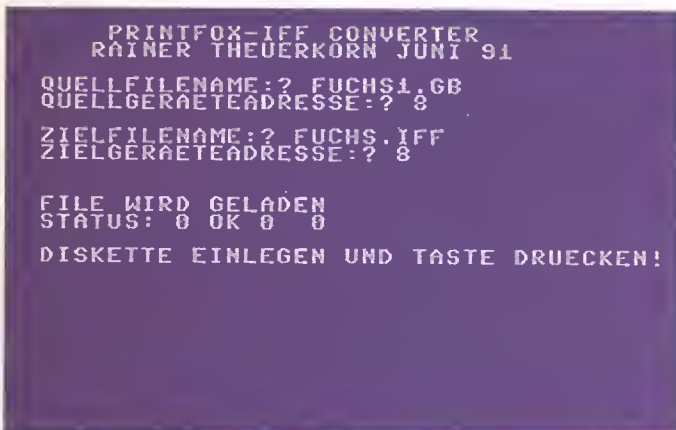 PRINTFOX-IFF CONVERTER
RAINER THEUERKORN JUNI 91
QUELLFILENAME:? FUCHS1.GB
QUELLGERAETEADRESSE:? 8
ZIELFILENAME:? FUCHS.IFF
ZIELGERAETEADRESSE:? 8
FILE WIRD GELADEN
STATUS: 0 OK 0 0
DISKETTE EINLEGEN UND TASTE DRUECKEN!